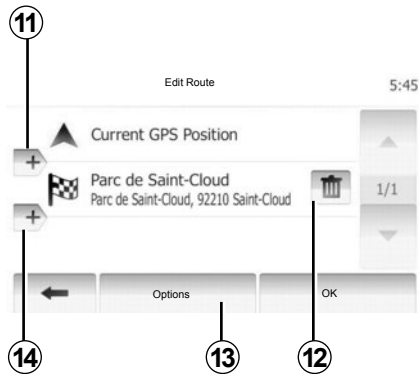 11
Edit Route
5:45
Current GPS Position
+
Parc de Saint-Cloud
Parc de Saint-Cloud, 92210 Saint-Cloud
1/1
+
Options
OK
14
13
12